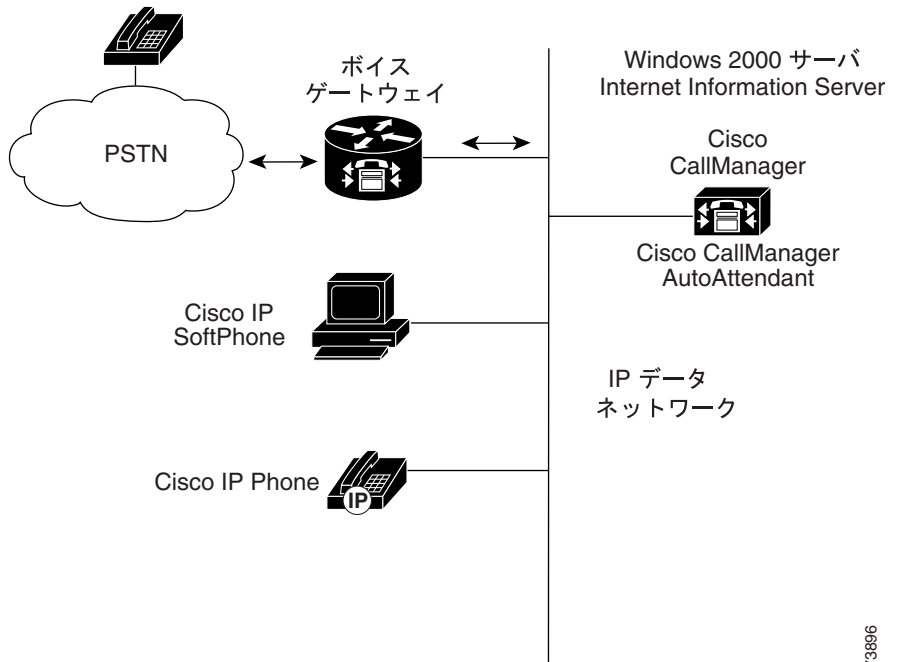 ボイス
ゲートウェイ
Windows 2000 サーバ
Internet Information Server
PSTN
Cisco
CallManager
Cisco CallManager
AutoAttendant
Cisco IP
SoftPhone
IP データ
ネットワーク
Cisco IP Phone
IP
73896